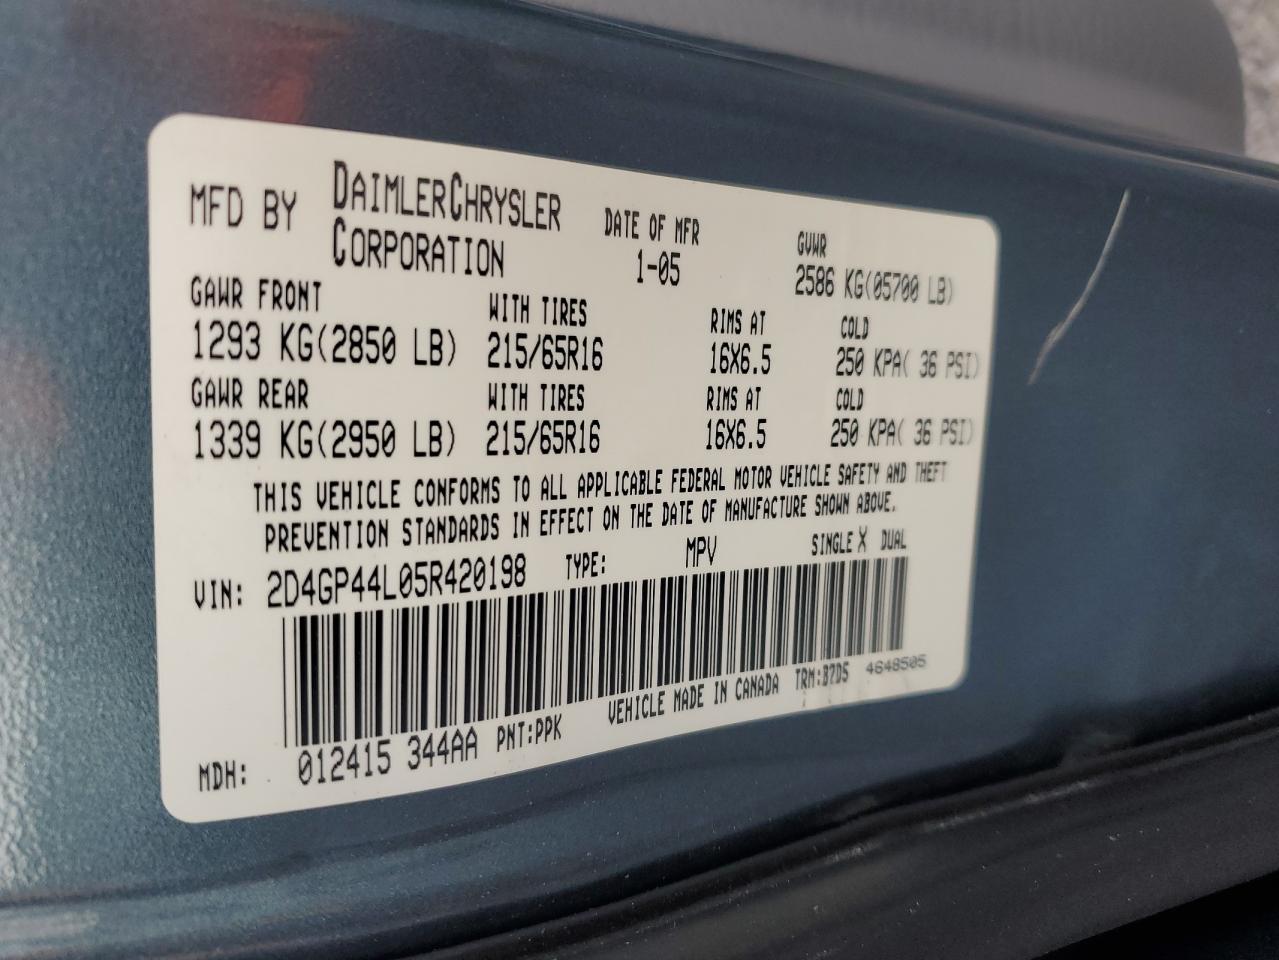 MFD BY DAIMLERCHRYSLER CORPORATION DATE OF MFR 1-05 GVWR 2586 KG(05700 LB)
GAWR FRONT WITH TIRES RIMS AT COLD
1293 KG(2850 LB) 215/65R16 16X6.5 250 KPA( 36 PSI)
GAWR REAR WITH TIRES RIMS AT COLD
1339 KG(2950 LB) 215/65R16 16X6.5 250 KPA( 36 PSI)
THIS VEHICLE CONFORMS TO ALL APPLICABLE FEDERAL MOTOR VEHICLE SAFETY AND THEFT
PREVENTION STANDARDS IN EFFECT ON THE DATE OF MANUFACTURE SHOWN ABOVE.
VIN: 2D4GP44L05R420198 TYPE: MPV SINGLE X DUAL
MDH: 012415 344AA PNT:PPK VEHICLE MADE IN CANADA TRM:B7D5 4648505